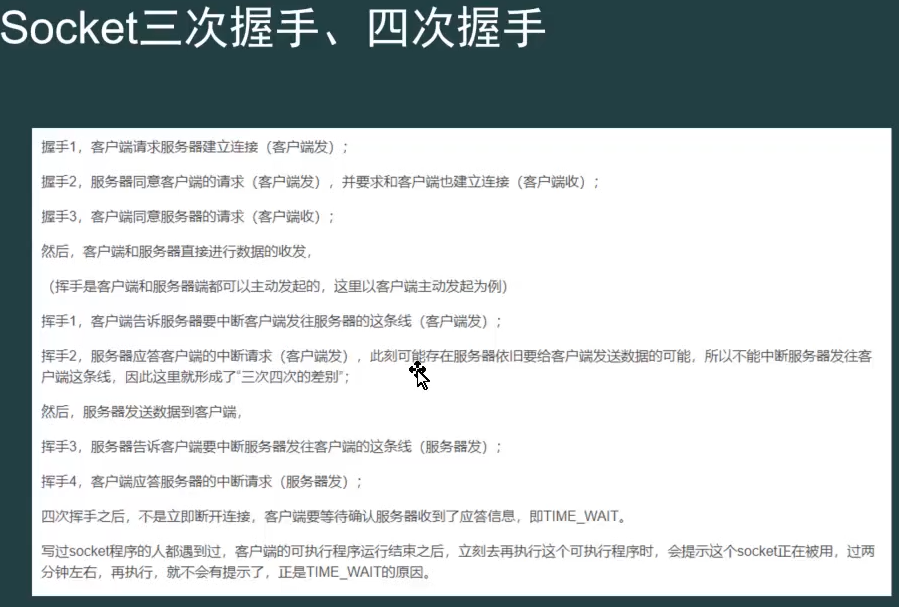 Socket三次握手、四次握手
握手1，客户端请求服务器建立连接（客户端发）；
握手2，服务器同意客户端的请求（客户端发），并要求和客户端也建立连接（客户端收）；
握手3，客户端同意服务器的请求（客户端收）；
然后，客户端和服务器直接进行数据的收发，
（挥手是客户端和服务器端都可以主动发起的，这里以客户端主动发起为例）
挥手1，客户端告诉服务器要中断客户端发往服务器的这条线（客户端发）；
挥手2，服务器应答客户端的中断请求（客户端发），此刻可能存在服务器依旧要给客户端发送数据的可能，所以不能中断服务器发往客
户端这条线，因此这里就形成了“三次四次的差别”；
然后，服务器发送数据到客户端，
挥手3，服务器告诉客户端要中断服务器发往客户端的这条线（服务器发）；
挥手4，客户端应答服务器的中断请求（服务器发）；
四次挥手之后，不是立即断开连接，客户端要等待确认服务器收到了应答信息，即TIME_WAIT。
写过socket程序的人都遇到过，客户端的可执行程序运行结束之后，立刻去再执行这个可执行程序时，会提示这个socket正在被用，过两
分钟左右，再执行，就不会有提示了，正是TIME_WAIT的原因。